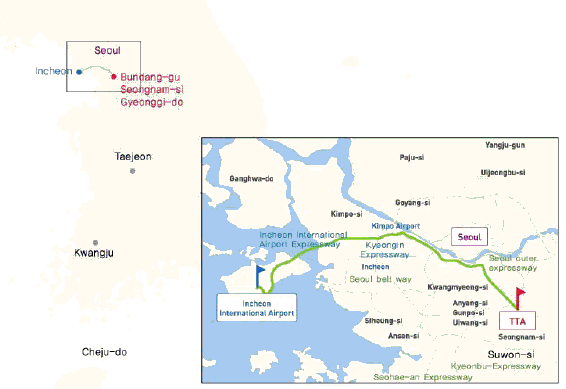 Seoul
Incheon
Bundang-gu
Seongnam-si
Gyeonggi-do
Taejeon
Kwangju
Cheju-do
Yangju-gun
Paju-si
Uijeongbu-si
Ganghwa-do
Goyang-si
Kimpo-si
Kimpo Airport
Incheon International
Airport Expressway
Seoul
Kyeongin
Expressway
Seoul outer
expressway
Incheon
Seoul belt way
Kwangmyeong-si
Incheon
International Airport
Anyang-si
Gunpo-si
Uiwang-si
TTA
Siheung-si
Ansan-si
Seongnam-si
Suwon-si
Kyeonbu-Expressway
Seohae-an Expressway